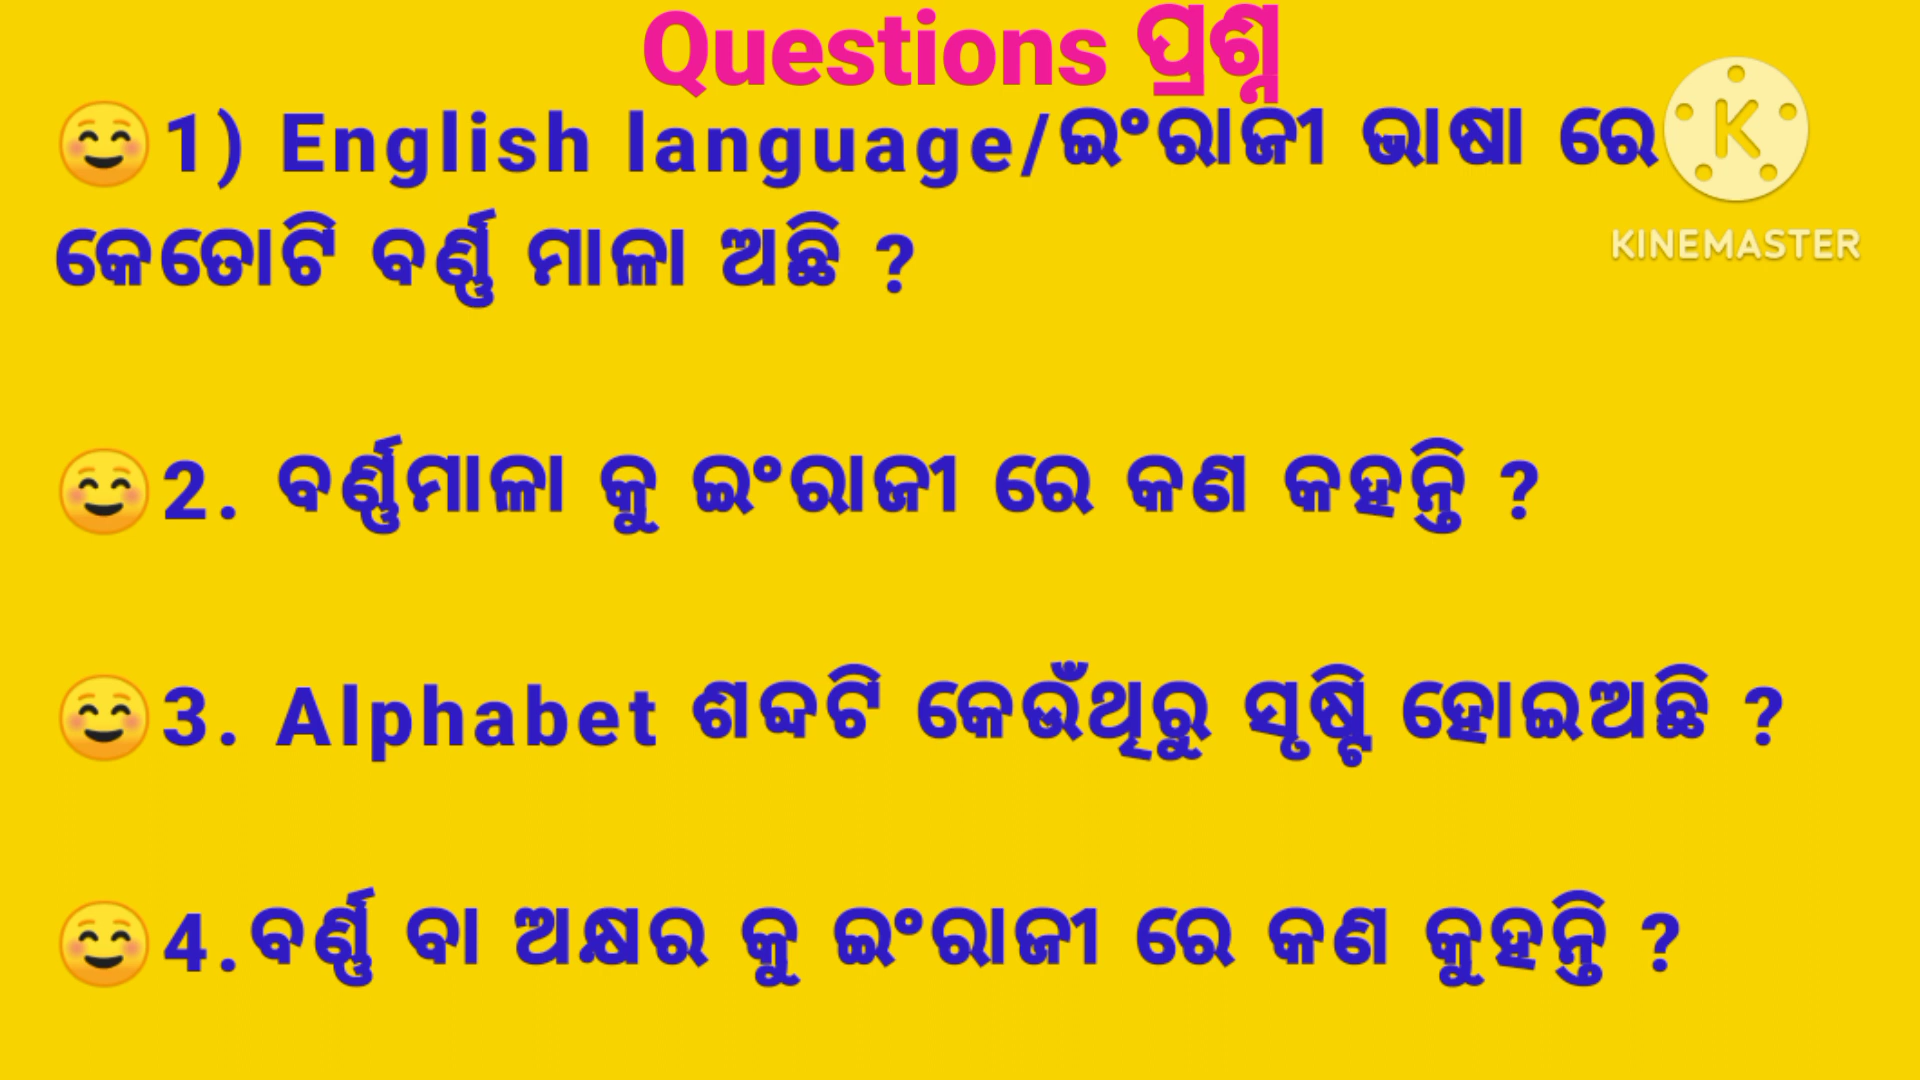 Questions ପ୍ରଶ୍ନ
😊1) English language/ଇଂରାଜୀ ଭାଷା ରେ
କେତୋଟି ବର୍ଣ୍ଣ ମାଳା ଅଛି ?
😊2. ବର୍ଣ୍ଣମାଳା କୁ ଇଂରାଜୀ ରେ କଣ କହନ୍ତି ?
😊3. Alphabet ଶବ୍ଦଟି କେଉଁଥିରୁ ସୃଷ୍ଟି ହୋଇଅଛି ?
😊4.ବର୍ଣ୍ଣ ବା ଅକ୍ଷର କୁ ଇଂରାଜୀ ରେ କଣ କୁହନ୍ତି ?
K
KINEMASTER